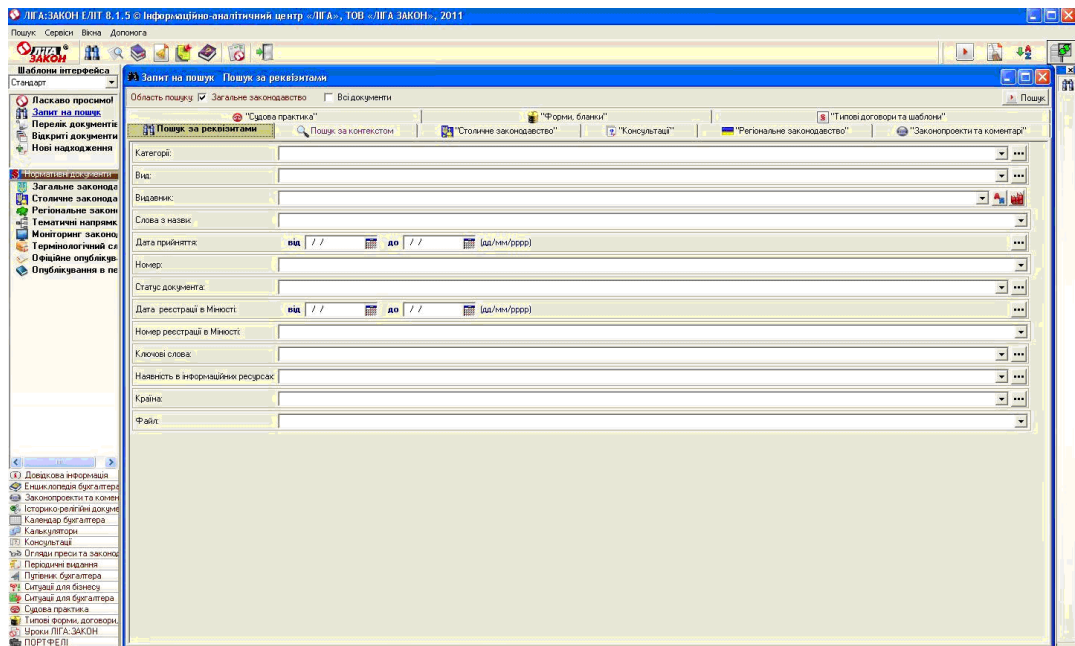 ЛІГА:ЗАКОН ЕЛІТ 8.1.5 © Інформаційно-аналітичний центр «ЛІГА», ТОВ «ЛІГА ЗАКОН», 2011
Пошук Сервіси Вікна Допомога
ЛІГА ЗАКОН
Шаблони інтерфейса
Стандарт
Ласкаво просимо!
Запит на пошук
Перелік документів
Відкриті документи
Нові надходження
Нормативні документи
Загальне законода
Столичне законода
Регіональне закон
Тематичні напрямк
Моніторинг законо
Термінологічний сл
Офіційне опублікув
Опублікування в пе
Довідкова інформація
Енциклопедія бухгалтера
Законопроекти та комен
Історико-релігійні докуме
Календар бухгалтера
Калькулятори
Консультації
Огляди преси та законод
Періодичні видання
Путівник бухгалтера
Ситуації для бізнесу
Ситуації для бухгалтера
Судова практика
Типові форми, договори,
Уроки ЛІГА:ЗАКОН
ПОРТФЕЛІ
Запит на пошук Пошук за реквізитами
Область пошуку: Загальне законодавство Всі документи Пошук
"Судова практика" "Форми, бланки" "Типові договори та шаблони"
Пошук за реквізитами Пошук за контекстом "Столичне законодавство" "Консультації" "Регіональне законодавство" "Законопроекти та коментарі"
Категорії:
Вид:
Видавник:
Слова з назви:
Дата прийняття: від / / до / / (дд/мм/рррр)
Номер:
Статус документа:
Дата реєстрації в Мінюсті: від / / до / / (дд/мм/рррр)
Номер реєстрації в Мінюсті:
Ключові слова:
Наявність в інформаційних ресурсах:
Країна:
Файл: